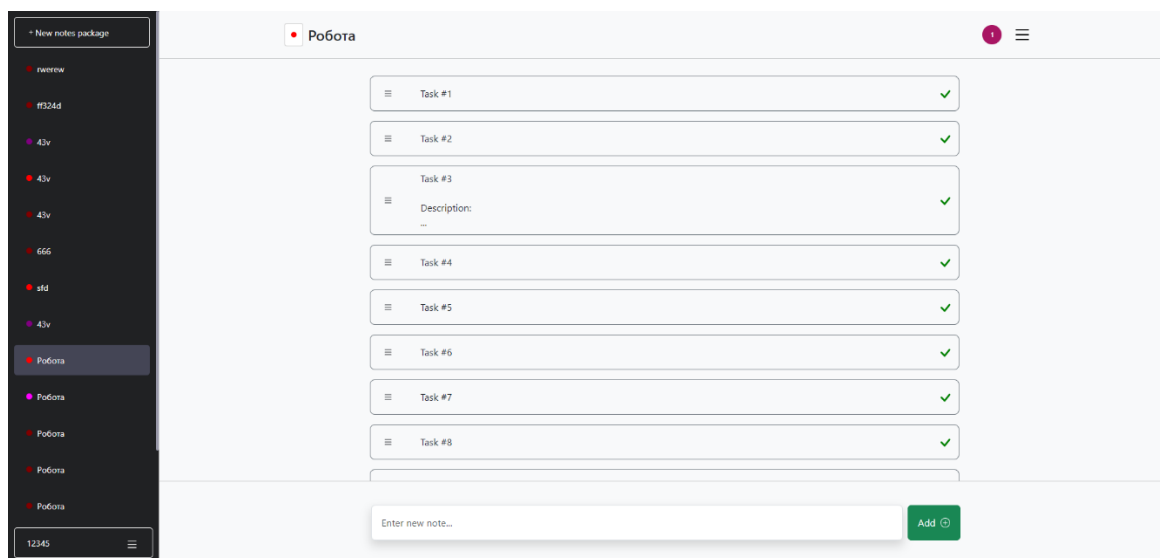 + New notes package
rwerew
ff324d
43v
43v
43v
666
sfd
43v
Робота
Робота
Робота
Робота
Робота
12345
Робота
1
Task #1
Task #2
Task #3
Description:
...
Task #4
Task #5
Task #6
Task #7
Task #8
Enter new note...
Add